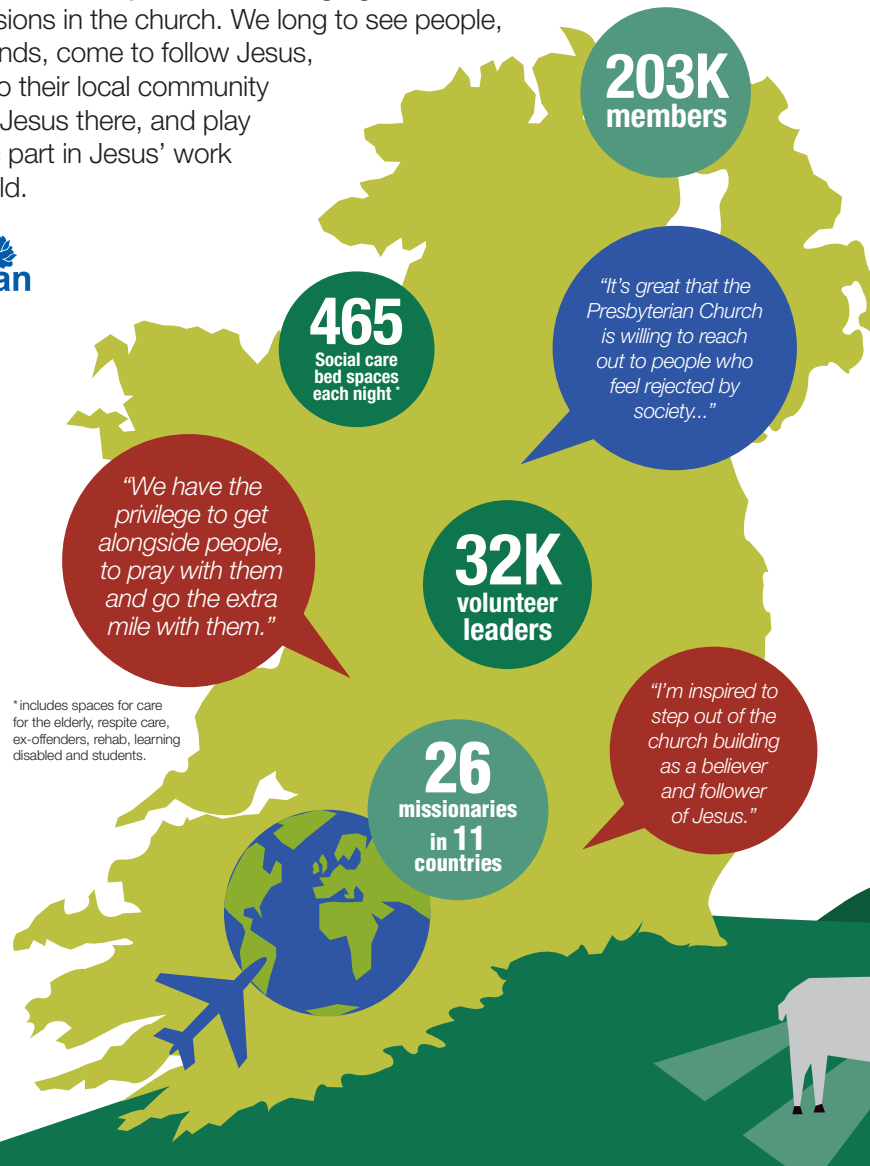 sions in the church. We long to see people,
nds, come to follow Jesus,
o their local community
Jesus there, and play
part in Jesus' work
ld.
an
203K
members
465
Social care
bed spaces
each night *
“It’s great that the
Presbyterian Church
is willing to reach
out to people who
feel rejected by
society...”
“We have the
privilege to get
alongside people,
to pray with them
and go the extra
mile with them.”
32K
volunteer
leaders
*includes spaces for care
for the elderly, respite care,
ex-offenders, rehab, learning
disabled and students.
“I’m inspired to
step out of the
church building
as a believer
and follower
of Jesus.”
26
missionaries
in 11
countries